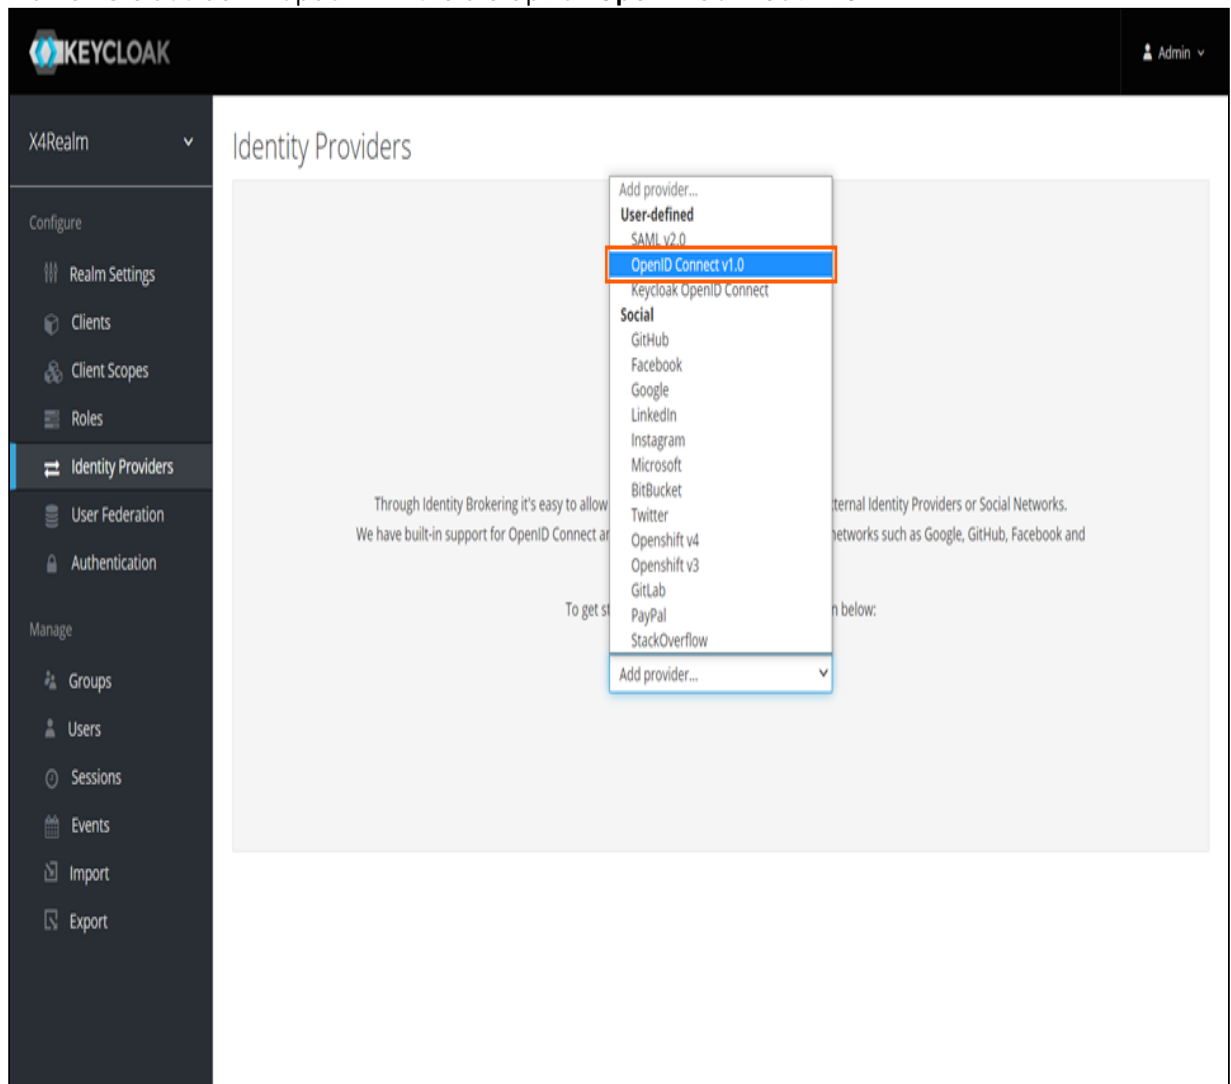 KEYCLOAK
Admin
X4Realm
Identity Providers
Configure
Realm Settings
Clients
Client Scopes
Roles
Identity Providers
User Federation
Authentication
Manage
Groups
Users
Sessions
Events
Import
Export
Add provider...
User-defined
SAML v2.0
OpenID Connect v1.0
Keycloak OpenID Connect
Social
GitHub
Facebook
Google
LinkedIn
Instagram
Microsoft
BitBucket
Twitter
Openshift v4
Openshift v3
GitLab
PayPal
StackOverflow
Add provider...
Through Identity Brokering it's easy to allow Identity Providers or Social Networks.
We have built-in support for OpenID Connect such as Google, GitHub, Facebook and
To get below: